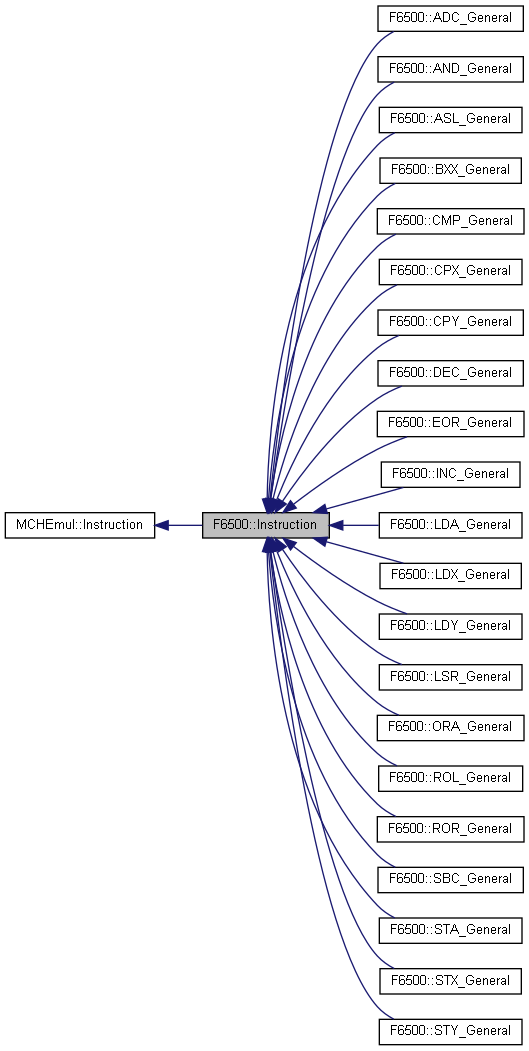 F6500::ADC_General
F6500::AND_General
F6500::ASL_General
F6500::BXX_General
F6500::CMP_General
F6500::CPX_General
F6500::CPY_General
F6500::DEC_General
F6500::EOR_General
F6500::INC_General
MCHEmul::Instruction
F6500::Instruction
F6500::LDA_General
F6500::LDX_General
F6500::LDY_General
F6500::LSR_General
F6500::ORA_General
F6500::ROL_General
F6500::ROR_General
F6500::SBC_General
F6500::STA_General
F6500::STX_General
F6500::STY_General